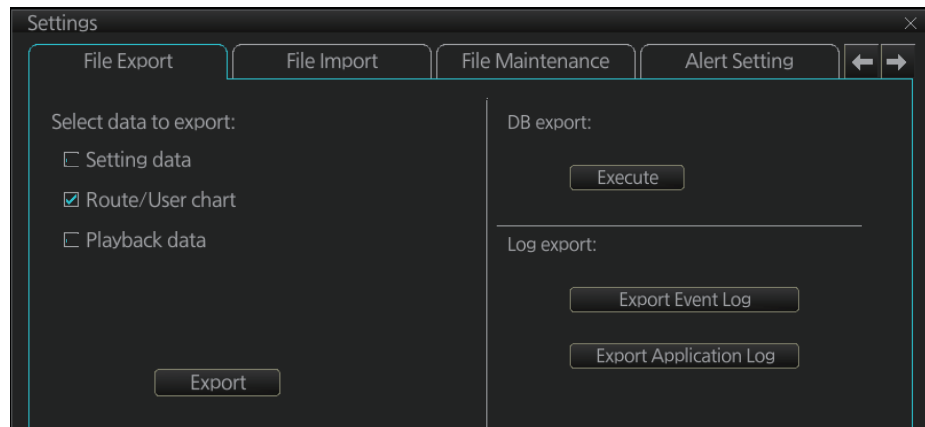 Settings
File Export
File Import
File Maintenance
Alert Setting
Select data to export:
Setting data
Route/User chart
Playback data
Export
DB export:
Execute
Log export:
Export Event Log
Export Application Log